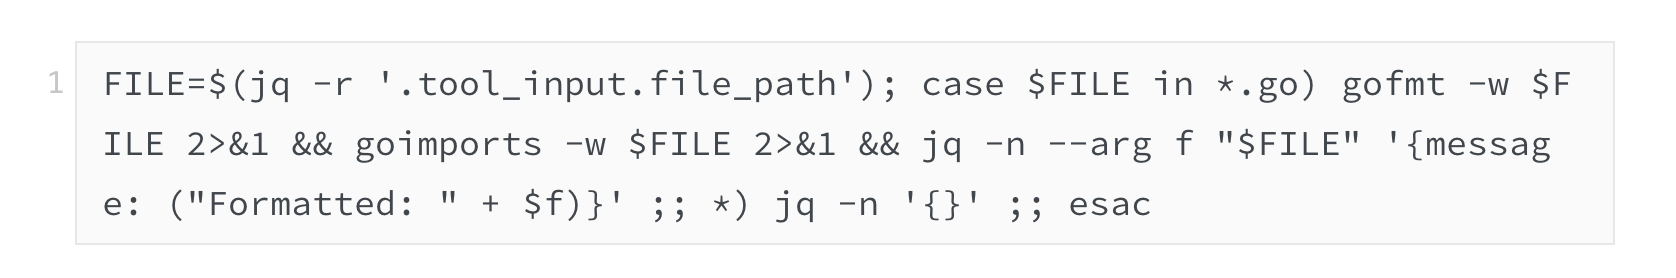 1
FILE=$(jq -r '.tool_input.file_path'); case $FILE in *.go) gofmt -w $F
ILE 2>&1 && goimports -w $FILE 2>&1 && jq -n --arg f "$FILE" '{messag
e: ("Formatted: " + $f)}' ;; *) jq -n '{}' ;; esac